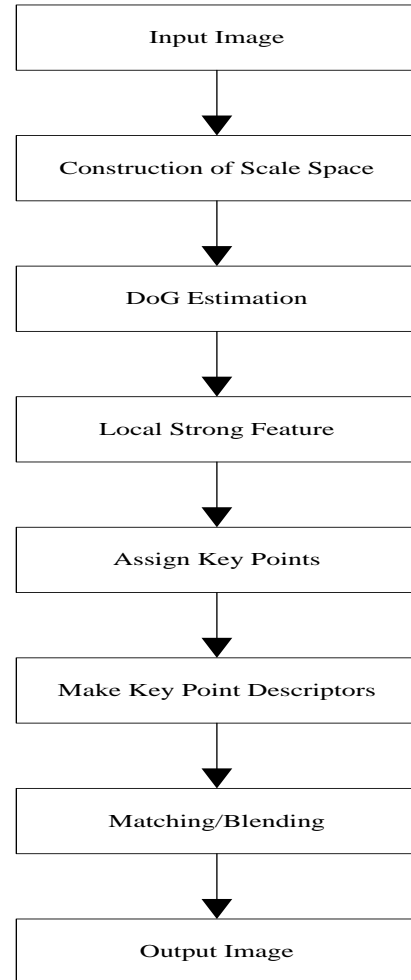 Input Image
Construction of Scale Space
DoG Estimation
Local Strong Feature
Assign Key Points
Make Key Point Descriptors
Matching/Blending
Output Image